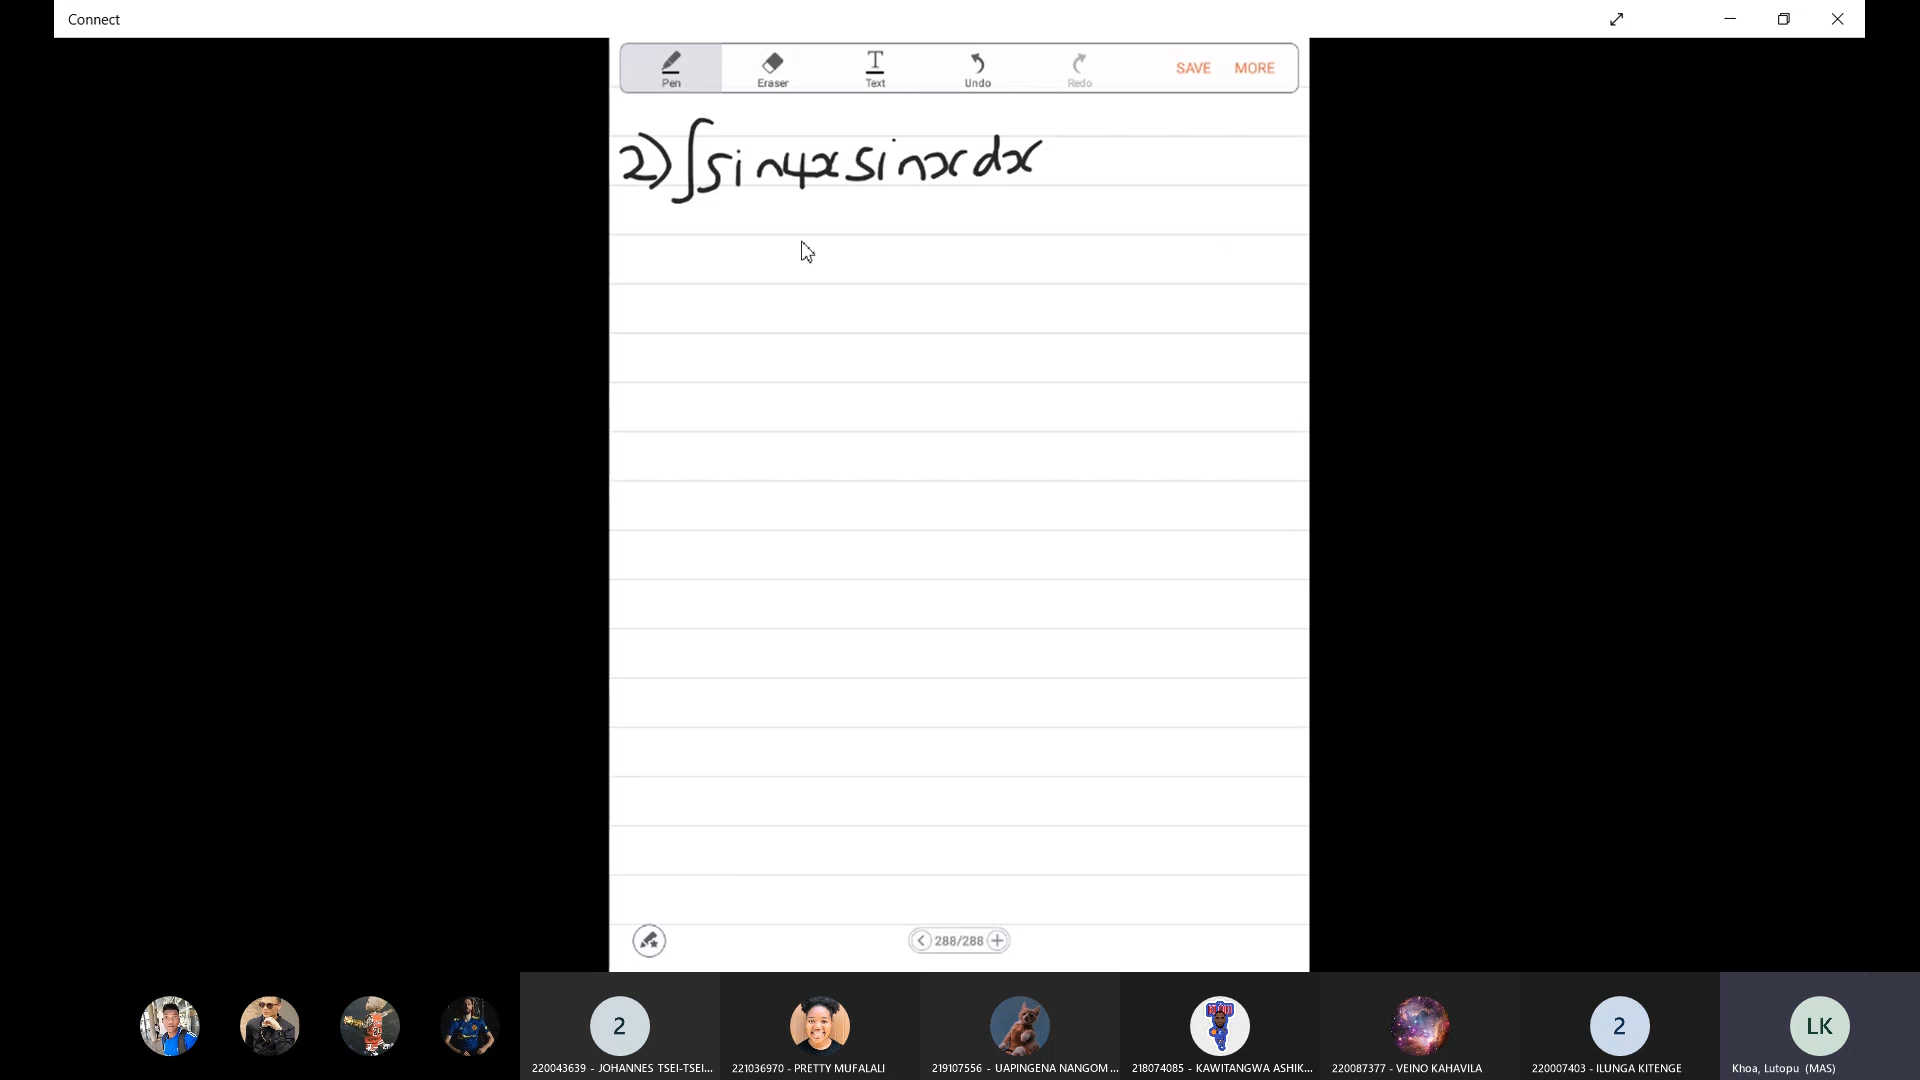 Connect
Pen
Eraser
T
Text
Undo
Redo
SAVE
MORE
2) ∫sin4x sinx dx
288/288
2
2
LK
220043639 - JOHANNES TSEI-TSEI...
221036970 - PRETTY MUFALALI
219107556 - UAPINGENA NANGOM ...
218074085 - KAWITANGWA ASHIK...
220087377 - VEINO KAHAVILA
220007403 - ILUNGA KITENGE
Khoa, Lutopu (MAS)